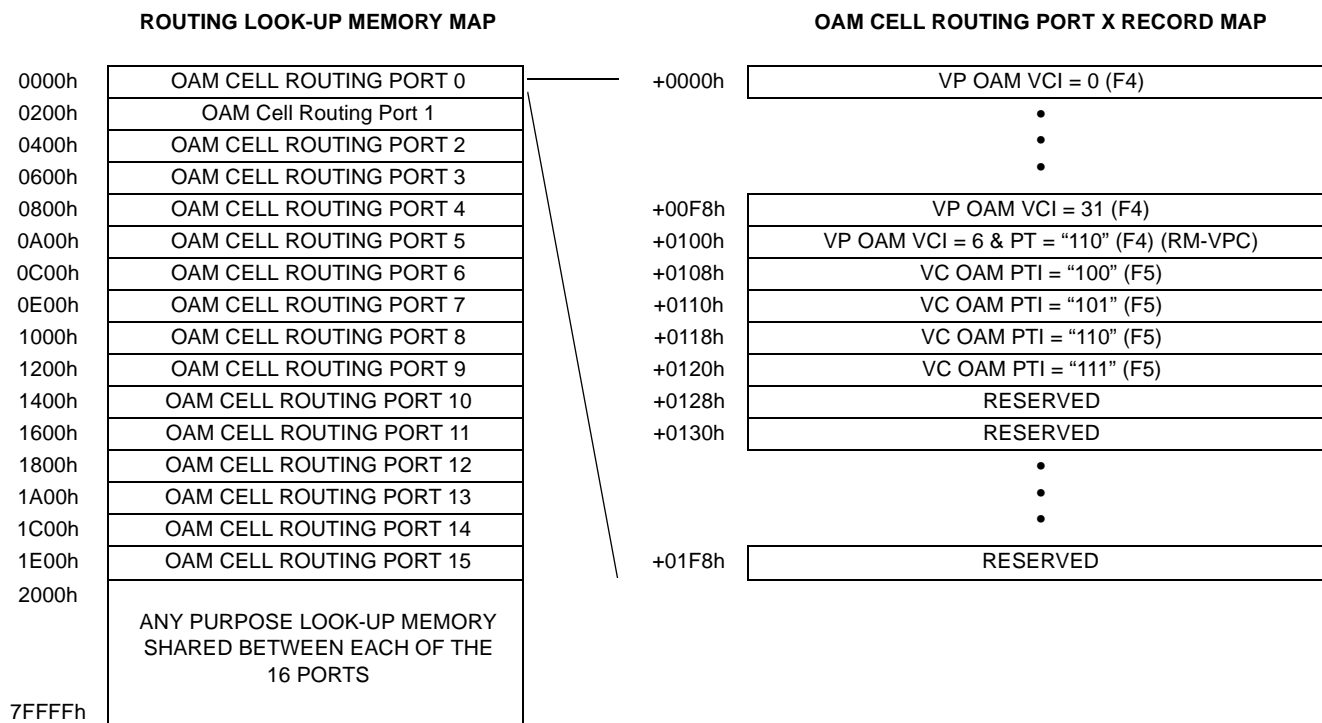 ROUTING LOOK-UP MEMORY MAP
0000h OAM CELL ROUTING PORT 0
0200h OAM Cell Routing Port 1
0400h OAM CELL ROUTING PORT 2
0600h OAM CELL ROUTING PORT 3
0800h OAM CELL ROUTING PORT 4
0A00h OAM CELL ROUTING PORT 5
0C00h OAM CELL ROUTING PORT 6
0E00h OAM CELL ROUTING PORT 7
1000h OAM CELL ROUTING PORT 8
1200h OAM CELL ROUTING PORT 9
1400h OAM CELL ROUTING PORT 10
1600h OAM CELL ROUTING PORT 11
1800h OAM CELL ROUTING PORT 12
1A00h OAM CELL ROUTING PORT 13
1C00h OAM CELL ROUTING PORT 14
1E00h OAM CELL ROUTING PORT 15
2000h
ANY PURPOSE LOOK-UP MEMORY
SHARED BETWEEN EACH OF THE
16 PORTS
7FFFFh
OAM CELL ROUTING PORT X RECORD MAP
+0000h VP OAM VCI = 0 (F4)
•
•
•
+00F8h VP OAM VCI = 31 (F4)
+0100h VP OAM VCI = 6 & PT = “110” (F4) (RM-VPC)
+0108h VC OAM PTI = “100” (F5)
+0110h VC OAM PTI = “101” (F5)
+0118h VC OAM PTI = “110” (F5)
+0120h VC OAM PTI = “111” (F5)
+0128h RESERVED
+0130h RESERVED
•
•
•
+01F8h RESERVED